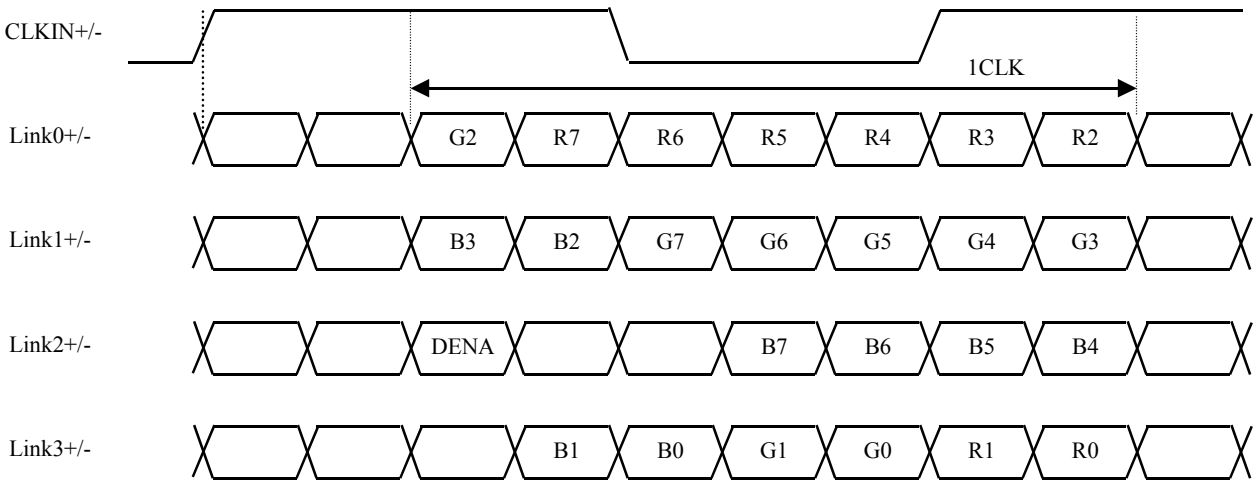 CLKIN+/-
1CLK
Link0+/- G2 R7 R6 R5 R4 R3 R2
Link1+/- B3 B2 G7 G6 G5 G4 G3
Link2+/- DENA B7 B6 B5 B4
Link3+/- B1 B0 G1 G0 R1 R0